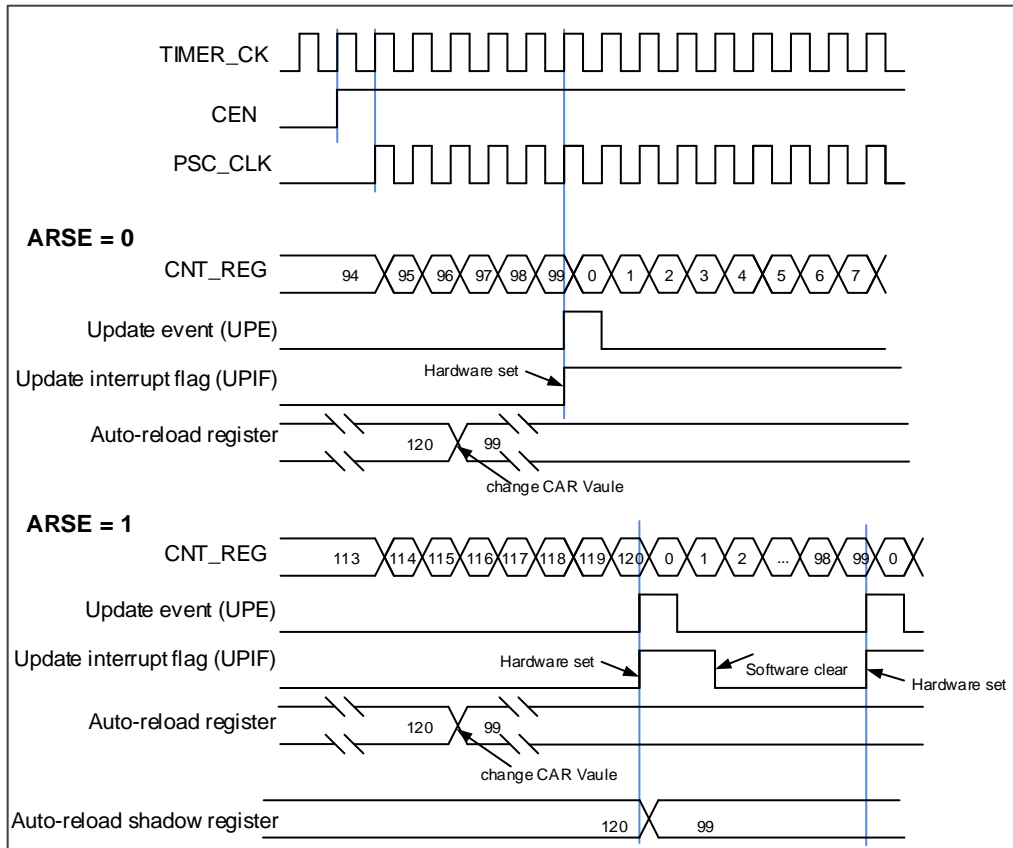 TIMER_CK
CEN
PSC_CLK
ARSE = 0
CNT_REG 94 95 96 97 98 99 0 1 2 3 4 5 6 7
Update event (UPE)
Hardware set
Update interrupt flag (UPIF)
Auto-reload register
120 99
change CAR Vaule
ARSE = 1
CNT_REG 113 114 115 116 117 118 119 120 0 1 2 ... 98 99 0
Update event (UPE)
Update interrupt flag (UPIF)
Hardware set
Software clear
Hardware set
Auto-reload register
120 99
change CAR Vaule
Auto-reload shadow register 120 99